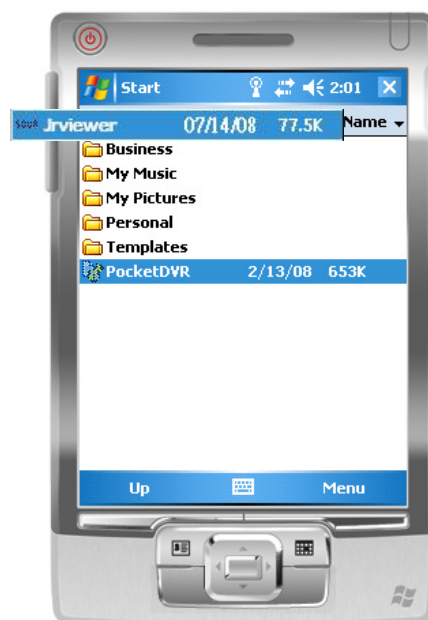 Start 2:01
Jrviewer 07/14/08 77.5K Name
Business
My Music
My Pictures
Personal
Templates
PocketDVR 2/13/08 653K
Up Menu